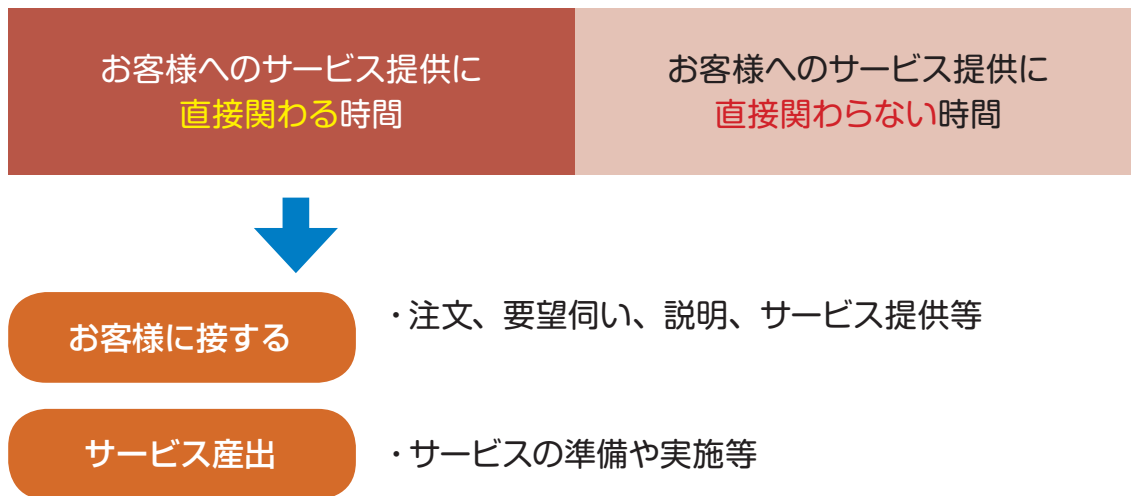 お客様へのサービス提供に
直接関わる時間
お客様へのサービス提供に
直接関わらない時間
お客様に接する
・注文、要望伺い、説明、サービス提供等
サービス産出
・サービスの準備や実施等